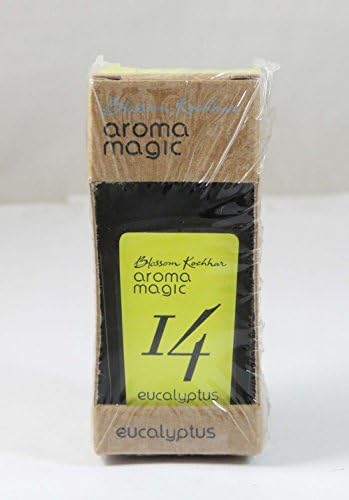 Blossom Kochhar
aroma
magic
Blossom Kochhar
aroma
magic
14
eucalyptus
eucalyptus